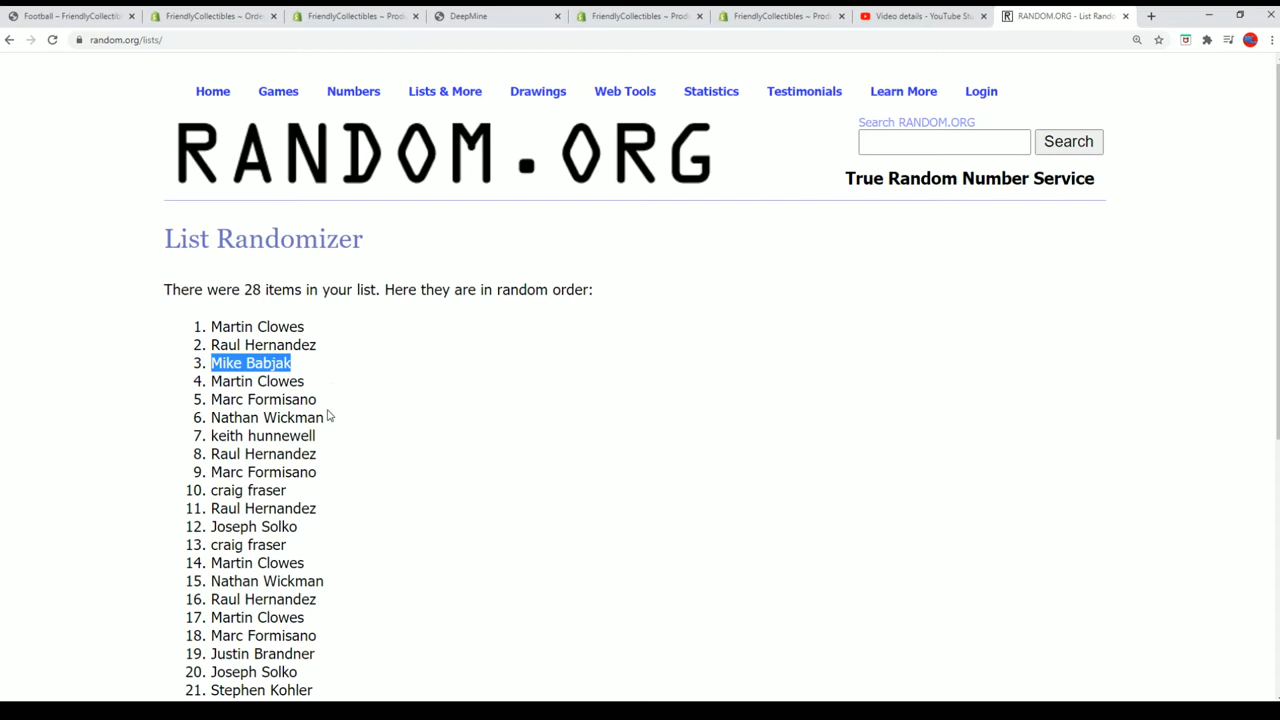 Football – FriendlyCollectib
FriendlyCollectibles ~ Orde
FriendlyCollectibles ~ Prod
DeepMine
FriendlyCollectibles ~ Prod
FriendlyCollectibles ~ Prod
Video details - YouTube Stu
RANDOM.ORG - List Rando
random.org/lists/
Home Games Numbers Lists & More Drawings Web Tools Statistics Testimonials Learn More Login
RANDOM.ORG
Search RANDOM.ORG
Search
True Random Number Service
List Randomizer
There were 28 items in your list. Here they are in random order:
1. Martin Clowes
2. Raul Hernandez
3. Mike Babjak
4. Martin Clowes
5. Marc Formisano
6. Nathan Wickman
7. keith hunnewell
8. Raul Hernandez
9. Marc Formisano
10. craig fraser
11. Raul Hernandez
12. Joseph Solko
13. craig fraser
14. Martin Clowes
15. Nathan Wickman
16. Raul Hernandez
17. Martin Clowes
18. Marc Formisano
19. Justin Brandner
20. Joseph Solko
21. Stephen Kohler